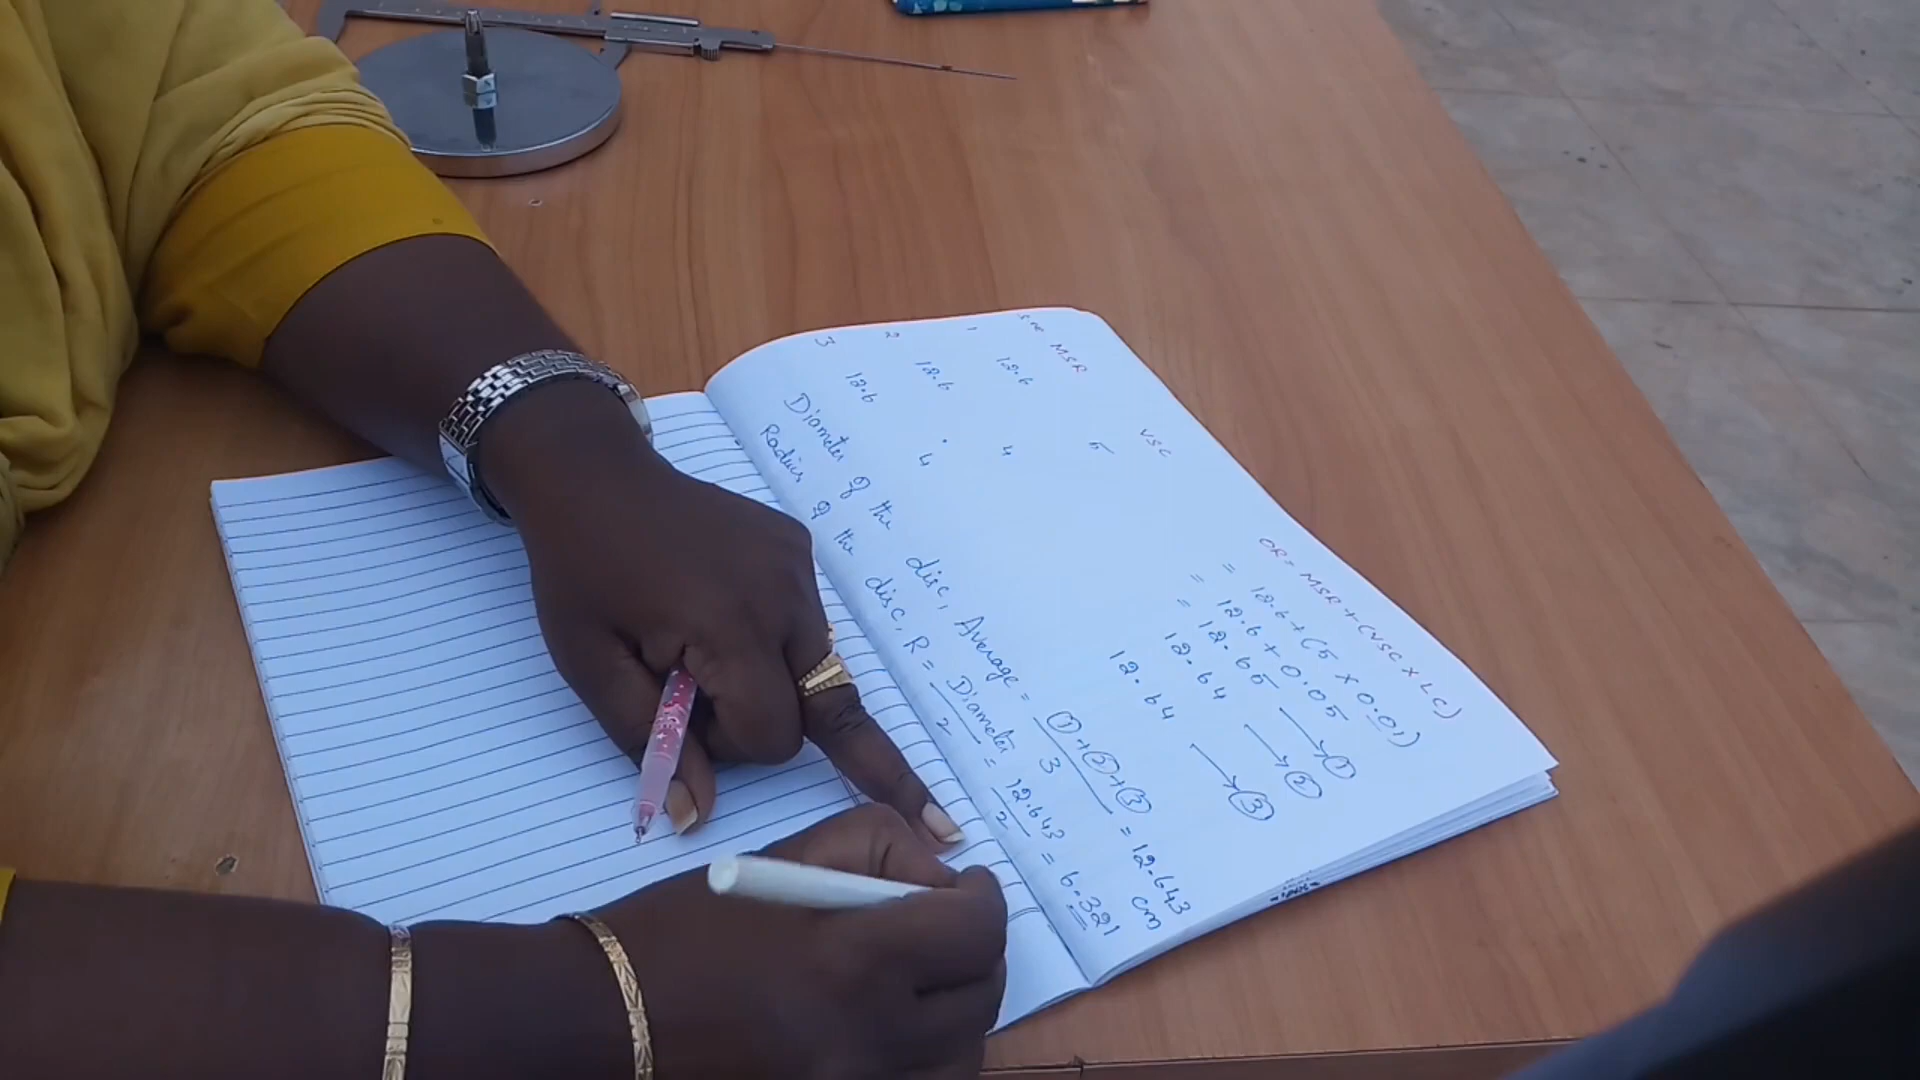 S.no MSR VSC OR = MSR + (VSC X LC)
1 12.6 5 = 12.6 + (5 X 0.01)
= 12.6 + 0.05
= 12.65 → ①
2 12.6 4 12.64 → ②
3 12.6 4 12.64 → ③
Diameter of the disc, Average = ① + ② + ③ / 3 = 12.643 cm
Radius of the disc, R = Diameter / 2 = 12.643 / 2 = 6.321